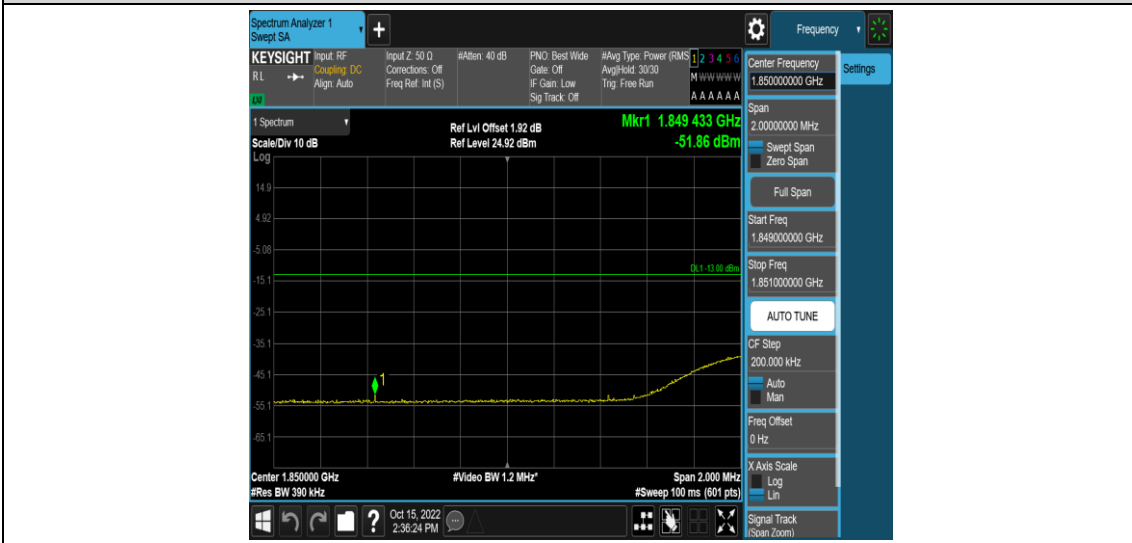 Spectrum Analyzer 1
Swept SA
+
Frequency
KEYSIGHT
RL
LXI
Input: RF
Coupling: DC
Align: Auto
Input Z: 50 Ω
Corrections: Off
Freq Ref: Int (S)
#Atten: 40 dB
PNO: Best Wide
Gate: Off
IF Gain: Low
Sig Track: Off
#Avg Type: Power (RMS
Avg|Hold: 30/30
Trig: Free Run
1 2 3 4 5 6
M W W W W W
A A A A A A
1 Spectrum
Scale/Div 10 dB
Log
Ref Lvl Offset 1.92 dB
Ref Level 24.92 dBm
Mkr1 1.849 433 GHz
-51.86 dBm
14.9
4.92
-5.08
DL1 -13.00 dBm
-15.1
-25.1
-35.1
-45.1
1
-55.1
-65.1
Center 1.850000 GHz
#Res BW 390 kHz
#Video BW 1.2 MHz*
Span 2.000 MHz
#Sweep 100 ms (601 pts)
Center Frequency
1.850000000 GHz
Settings
Span
2.00000000 MHz
Swept Span
Zero Span
Full Span
Start Freq
1.849000000 GHz
Stop Freq
1.851000000 GHz
AUTO TUNE
CF Step
200.000 kHz
Auto
Man
Freq Offset
0 Hz
X Axis Scale
Log
Lin
Signal Track
(Span Zoom)
?
Oct 15, 2022
2:36:24 PM